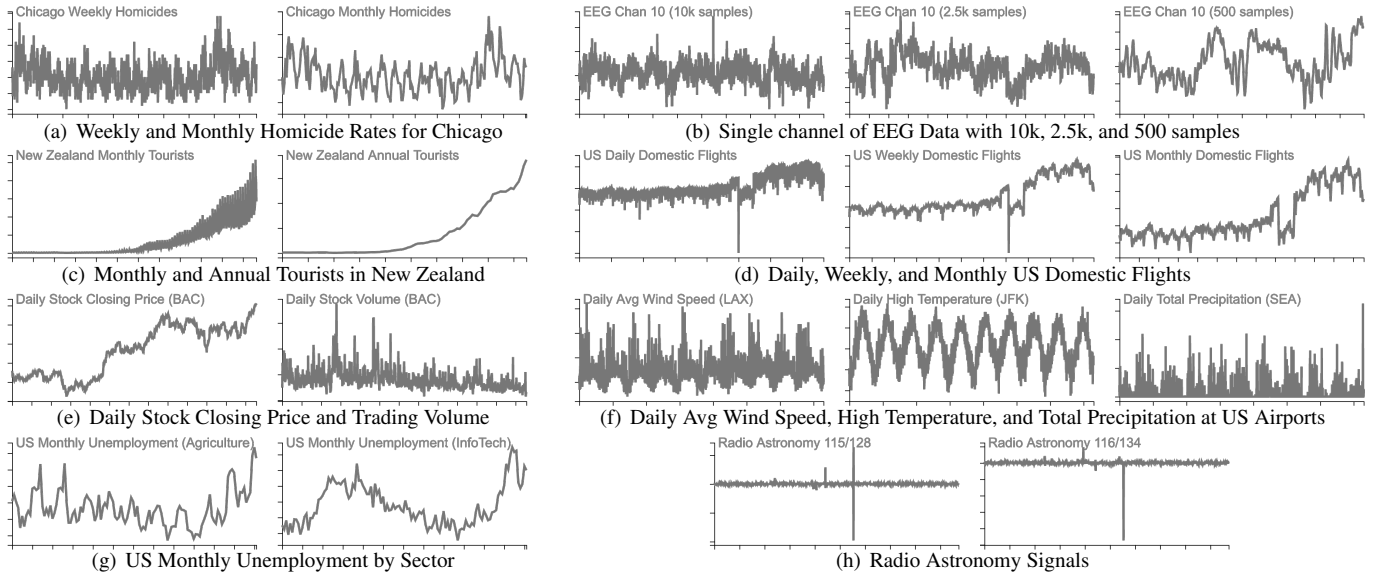 Chicago Weekly Homicides
Chicago Monthly Homicides
(a) Weekly and Monthly Homicide Rates for Chicago
EEG Chan 10 (10k samples)
EEG Chan 10 (2.5k samples)
EEG Chan 10 (500 samples)
(b) Single channel of EEG Data with 10k, 2.5k, and 500 samples
New Zealand Monthly Tourists
New Zealand Annual Tourists
(c) Monthly and Annual Tourists in New Zealand
US Daily Domestic Flights
US Weekly Domestic Flights
US Monthly Domestic Flights
(d) Daily, Weekly, and Monthly US Domestic Flights
Daily Stock Closing Price (BAC)
Daily Stock Volume (BAC)
(e) Daily Stock Closing Price and Trading Volume
Daily Avg Wind Speed (LAX)
Daily High Temperature (JFK)
Daily Total Precipitation (SEA)
(f) Daily Avg Wind Speed, High Temperature, and Total Precipitation at US Airports
US Monthly Unemployment (Agriculture)
US Monthly Unemployment (InfoTech)
(g) US Monthly Unemployment by Sector
Radio Astronomy 115/128
Radio Astronomy 116/134
(h) Radio Astronomy Signals